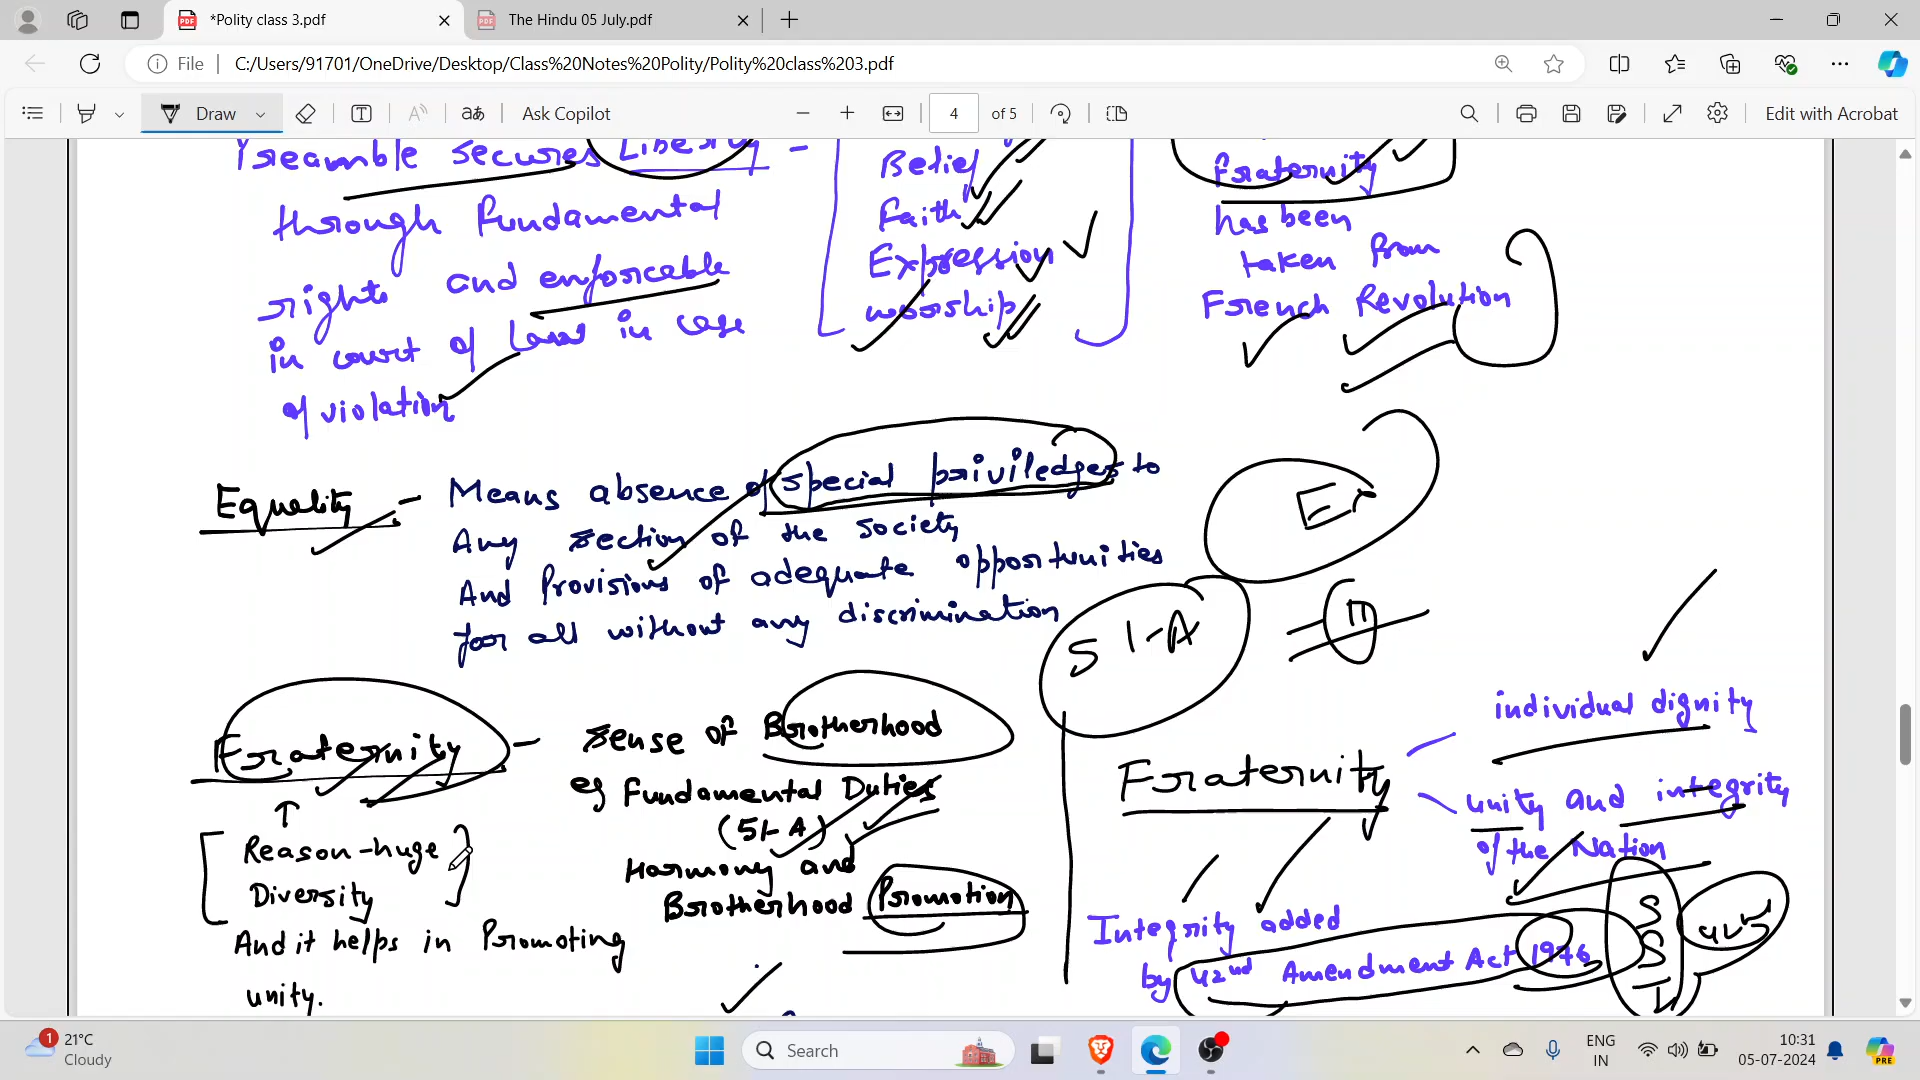 *Polity class 3.pdf
The Hindu 05 July.pdf
File
C:/Users/91701/OneDrive/Desktop/Class%20Notes%20Polity/Polity%20class%203.pdf
Draw
aあ
Ask Copilot
4 of 5
Edit with Acrobat
Preamble secures Liberty -
through fundamental
rights and enforcable
in court of law in case
of violation
Belief
Faith
Expression
worship
fraternity
has been
taken from
French Revolution
Equality - Means absence of special priviledges to
Any section of the society
And Provisions of adequate opportunities
for all without any discrimination
51-A
Fraternity - sense of Brotherhood
eg Fundamental Duties
(51-A)
Harmony and
Brotherhood Promotion
↑
[Reason-huge
Diversity]
And it helps in Promoting
unity.
Fraternity
individual dignity
unity and integrity
of the Nation
Integrity added
by 42nd Amendment Act 1976
S
S
I
42nd
1
21°C
Cloudy
Search
ENG
IN
10:31
05-07-2024
PRE